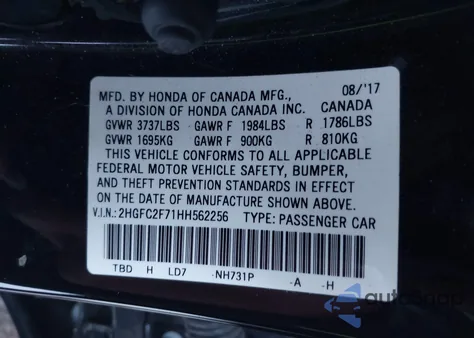 MFD. BY HONDA OF CANADA MFG., 08/'17
A DIVISION OF HONDA CANADA INC. CANADA
GVWR 3737LBS GAWR F 1984LBS R 1786LBS
GVWR 1695KG GAWR F 900KG R 810KG
THIS VEHICLE CONFORMS TO ALL APPLICABLE
FEDERAL MOTOR VEHICLE SAFETY, BUMPER,
AND THEFT PREVENTION STANDARDS IN EFFECT
ON THE DATE OF MANUFACTURE SHOWN ABOVE.
V.I.N.: 2HGFC2F71HH562256 TYPE: PASSENGER CAR
TBD H LD7 NH731P -A -H